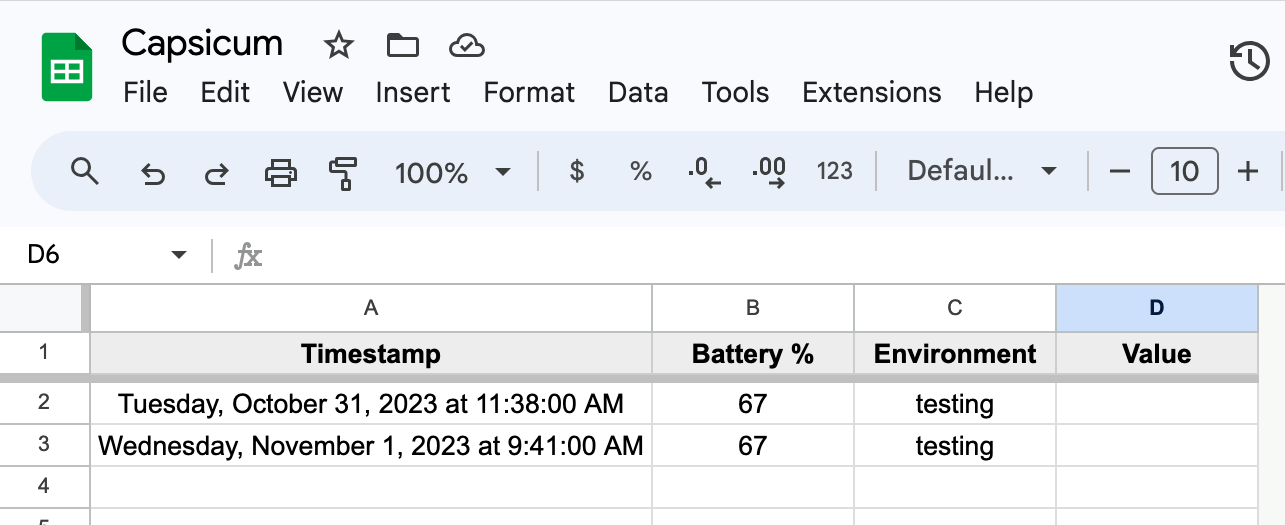 Capsicum
File Edit View Insert Format Data Tools Extensions Help
100% $ % .0 .00 123 Defaul... − 10 +
D6 fx
A B C D
1 Timestamp Battery % Environment Value
2 Tuesday, October 31, 2023 at 11:38:00 AM 67 testing
3 Wednesday, November 1, 2023 at 9:41:00 AM 67 testing
4